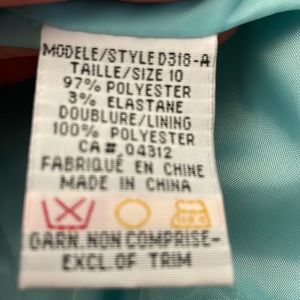 MODELE/STYLE D318-A
TAILLE/SIZE 10
97% POLYESTER
3% ELASTANE
DOUBLURE/LINING
100% POLYESTER
CA#. 04312
FABRIQUÉ EN CHINE
MADE IN CHINA
GARN. NON COMPRISE-
EXCL. OF TRIM